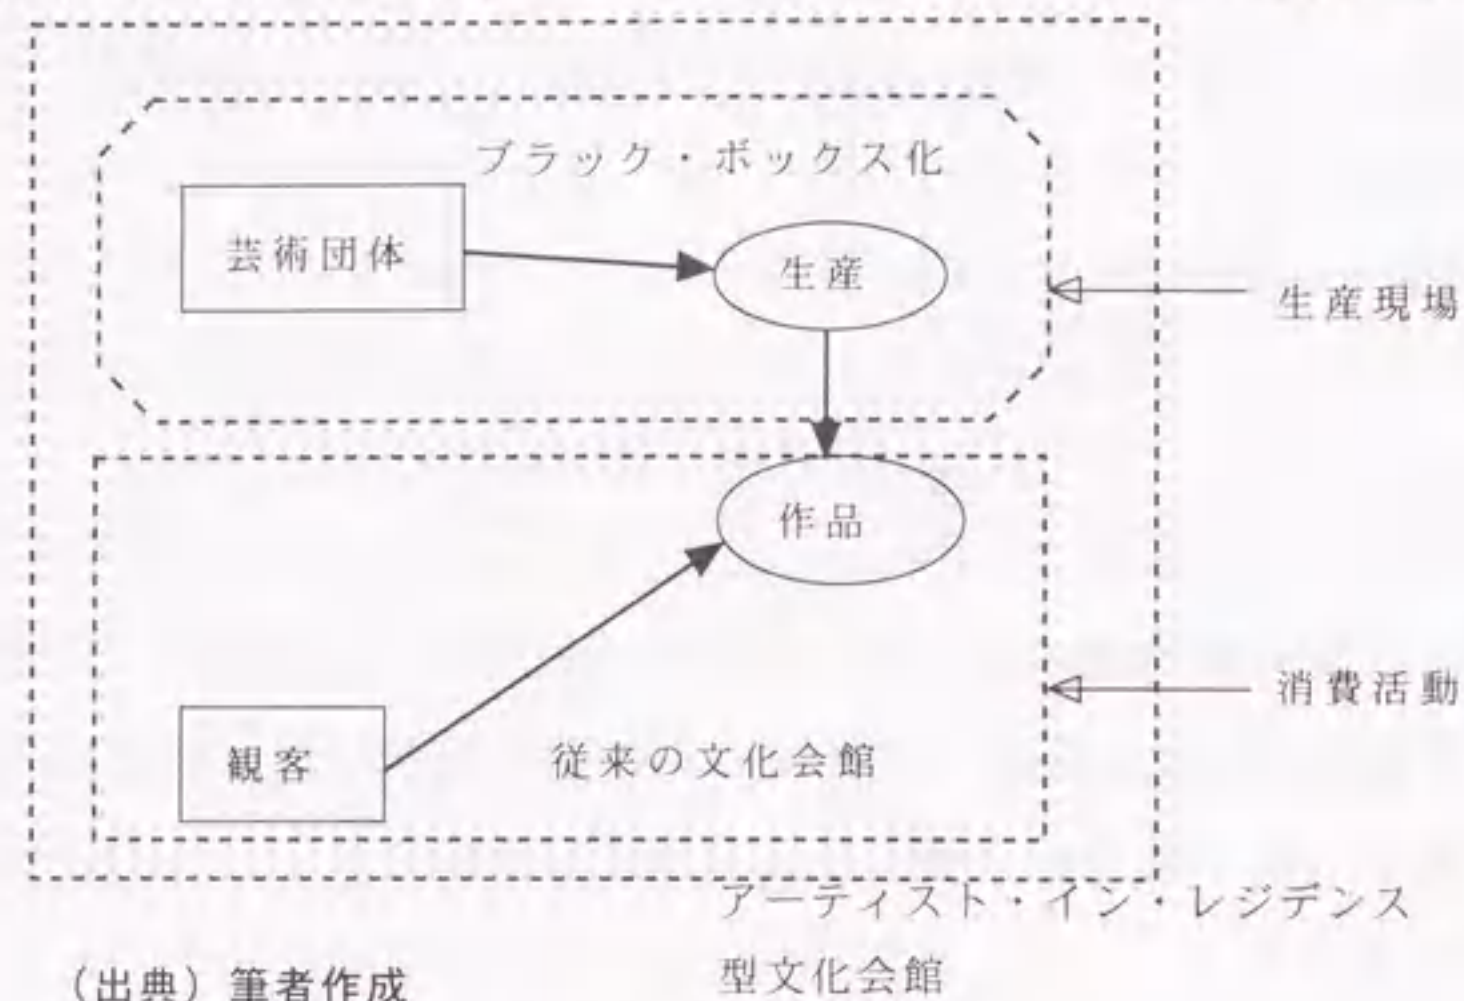 ブラック・ボックス化
芸術団体
生産
生産現場
作品
消費活動
観客
従来の文化会館
アーティスト・イン・レジデンス
型文化会館
（出典）筆者作成